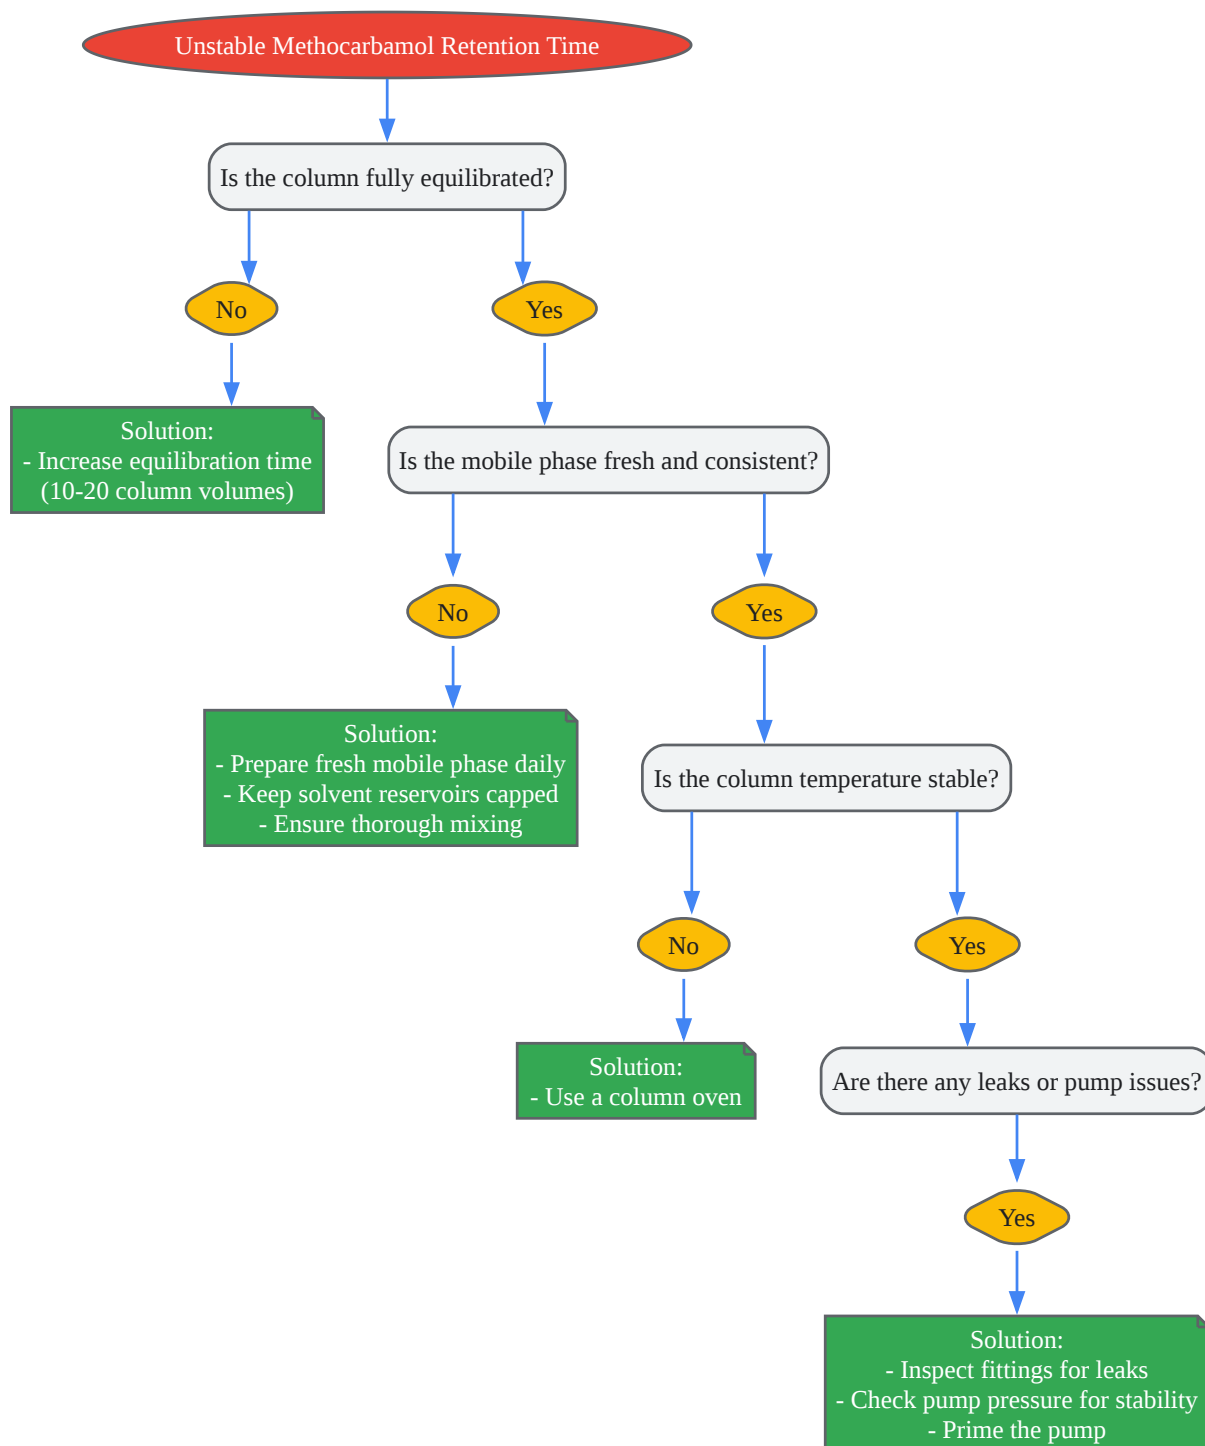 Unstable Methocarbamol Retention Time
Is the column fully equilibrated?
No
Yes
Solution:
- Increase equilibration time
(10-20 column volumes)
Is the mobile phase fresh and consistent?
No
Yes
Solution:
- Prepare fresh mobile phase daily
- Keep solvent reservoirs capped
- Ensure thorough mixing
Is the column temperature stable?
No
Yes
Solution:
- Use a column oven
Are there any leaks or pump issues?
Yes
Solution:
- Inspect fittings for leaks
- Check pump pressure for stability
- Prime the pump